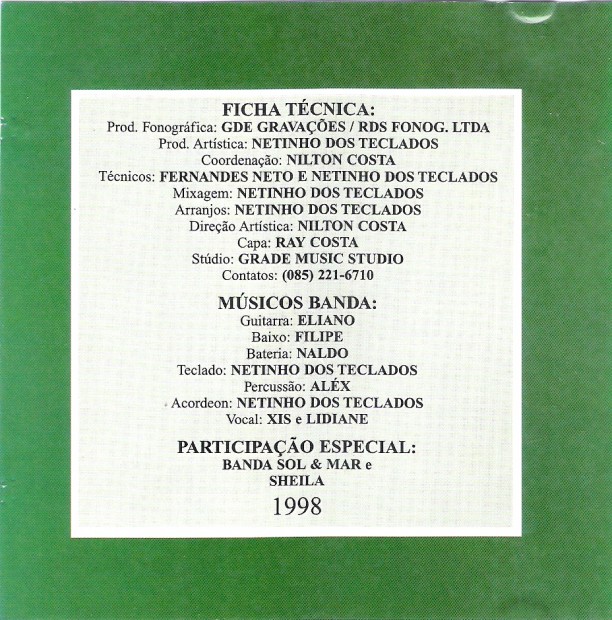 FICHA TÉCNICA:
Prod. Fonográfica: GDE GRAVAÇÕES / RDS FONOG. LTDA
Prod. Artística: NETINHO DOS TECLADOS
Coordenação: NILTON COSTA
Técnicos: FERNANDES NETO E NETINHO DOS TECLADOS
Mixagem: NETINHO DOS TECLADOS
Arranjos: NETINHO DOS TECLADOS
Direção Artística: NILTON COSTA
Capa: RAY COSTA
Stúdio: GRADE MUSIC STUDIO
Contatos: (085) 221-6710
MÚSICOS BANDA:
Guitarra: ELIANO
Baixo: FILIPE
Bateria: NALDO
Teclado: NETINHO DOS TECLADOS
Percussão: ALÉX
Acordeon: NETINHO DOS TECLADOS
Vocal: XIS e LIDIANE
PARTICIPAÇÃO ESPECIAL:
BANDA SOL & MAR e
SHEILA
1998